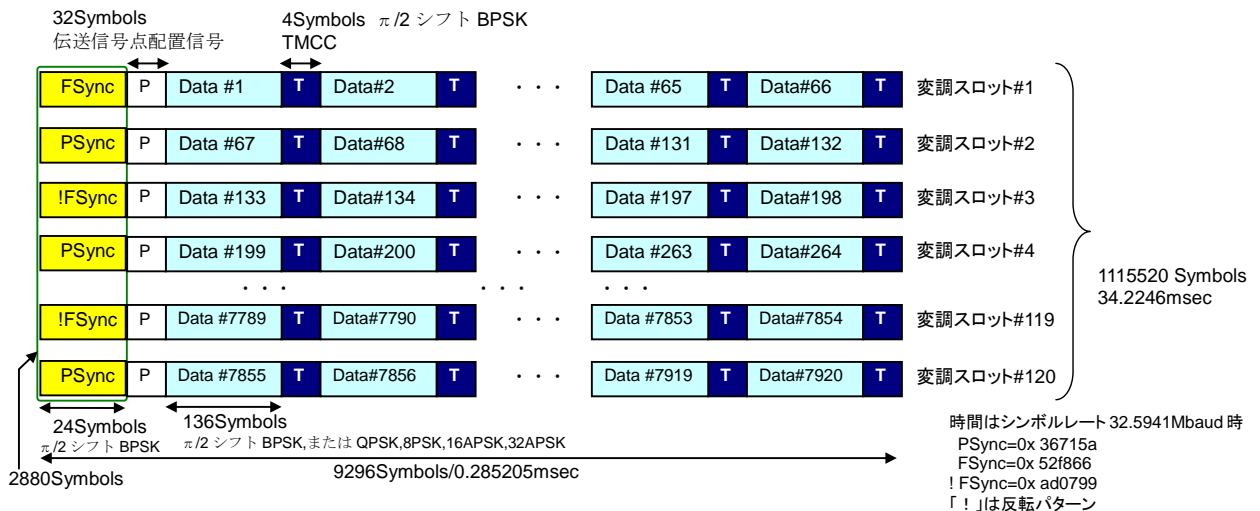 32Symbols
伝送信号点配置信号
4Symbols π/2 シフト BPSK
TMCC
FSync P Data #1 T Data#2 T ・・・ Data #65 T Data#66 T 変調スロット#1
PSync P Data #67 T Data#68 T ・・・ Data #131 T Data#132 T 変調スロット#2
!FSync P Data #133 T Data#134 T ・・・ Data #197 T Data#198 T 変調スロット#3
PSync P Data #199 T Data#200 T ・・・ Data #263 T Data#264 T 変調スロット#4
・・・ ・・・ ・・・
!FSync P Data #7789 T Data#7790 T ・・・ Data #7853 T Data#7854 T 変調スロット#119
PSync P Data #7855 T Data#7856 T ・・・ Data #7919 T Data#7920 T 変調スロット#120
1115520 Symbols
34.2246msec
24Symbols
π/2 シフト BPSK
136Symbols
π/2 シフト BPSK,または QPSK,8PSK,16APSK,32APSK
9296Symbols/0.285205msec
2880Symbols
時間はシンボルレート 32.5941Mbaud 時
PSync=0x 36715a
FSync=0x 52f866
! FSync=0x ad0799
「！」は反転パターン